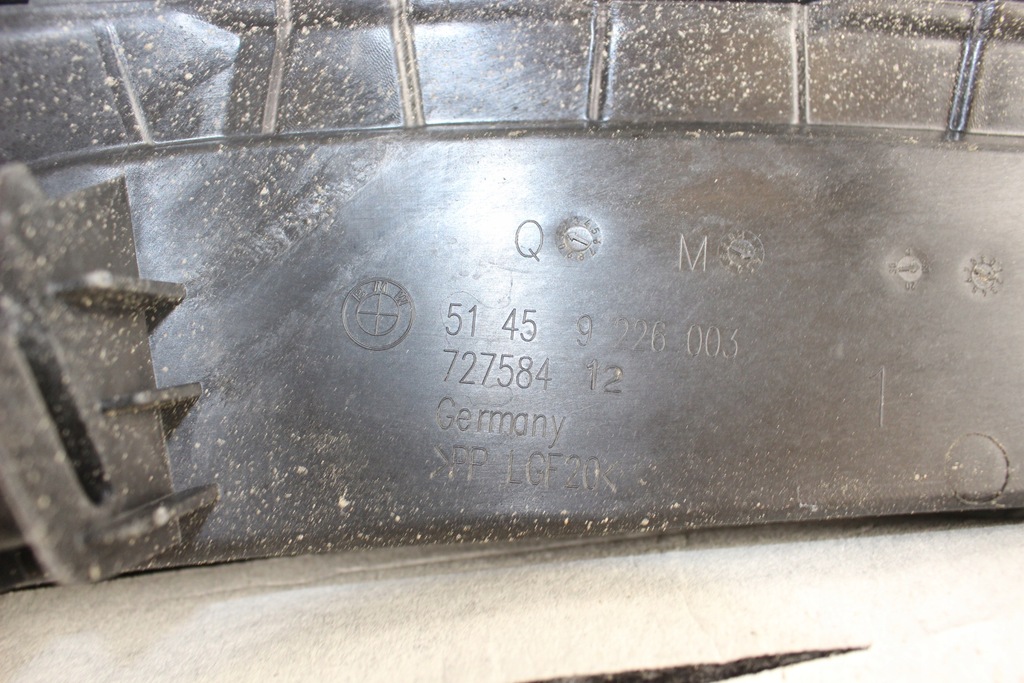 Q
M
BMW
51 45 9 226 003
727584 12
Germany
>PP LGF20<